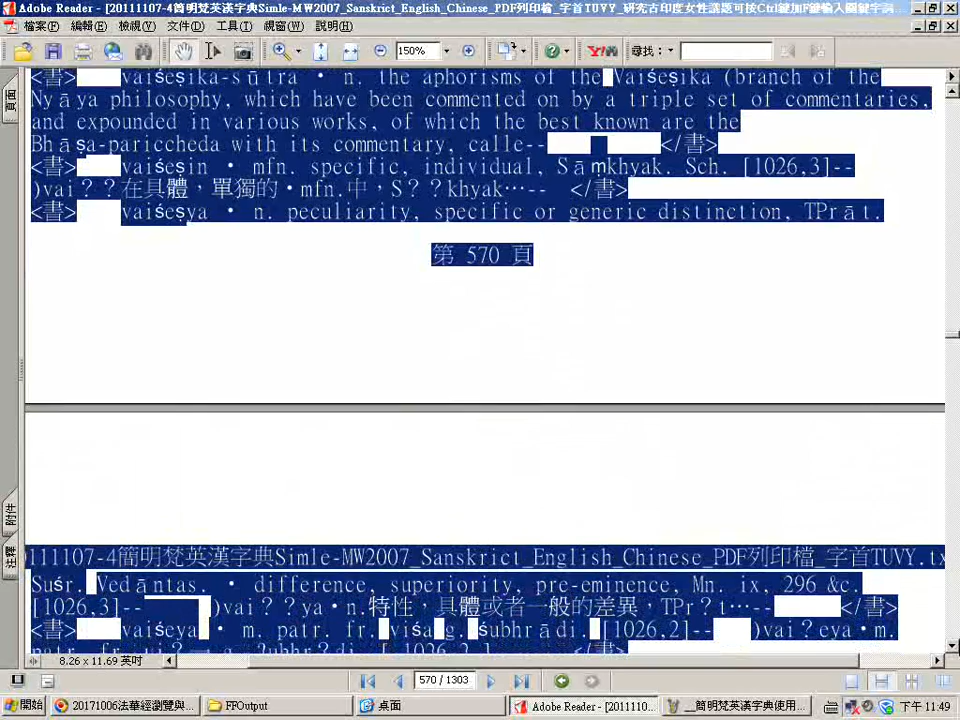 Adobe Reader - [20111107-4簡明梵英漢字典Simle-MW2007_Sanskrict_English_Chinese_PDF列印檔_字首TUVY_研究古印度女性議題可按Ctrl鍵加F鍵輸入關鍵字詞...
檔案(F) 編輯(E) 檢視(V) 文件(D) 工具(T) 視窗(W) 說明(H)
150% Y! 尋找：
頁面
<書> vaiśeṣika-sūtra ‧ n. the aphorisms of the Vaiśeṣika (branch of the
Nyāya philosophy, which have been commented on by a triple set of commentaries,
and expounded in various works, of which the best known are the
Bhāṣa-pariccheda with its commentary, calle-- </書>
<書> vaiśeṣin ‧ mfn. specific, individual, Sāṃkhyak. Sch. [1026,3]--
)vai？？在具體，單獨的‧mfn.中，S？？khyak…-- </書>
<書> vaiśeṣya ‧ n. peculiarity, specific or generic distinction, TPrāt.
第 570 頁
附件
注釋
111107-4簡明梵英漢字典Simle-MW2007_Sanskrict_English_Chinese_PDF列印檔_字首TUVY.tx
Suśr. Vedāntas. ‧ difference, superiority, pre-eminence, Mn. ix, 296 &c.
[1026,3]-- )vai？？ya‧n.特性，具體或者一般的差異，TPr？t…-- </書>
<書> vaiśeya ‧ m. patr. fr. viśa g. śubhrādi. [1026,2]-- )vai？eya‧m.
8.26 x 11.69 英吋
570 / 1303
開始 20171006法華經瀏覽與... FFOutput 桌面 Adobe Reader - [2011110... __簡明梵英字典使用... 下午 11:49